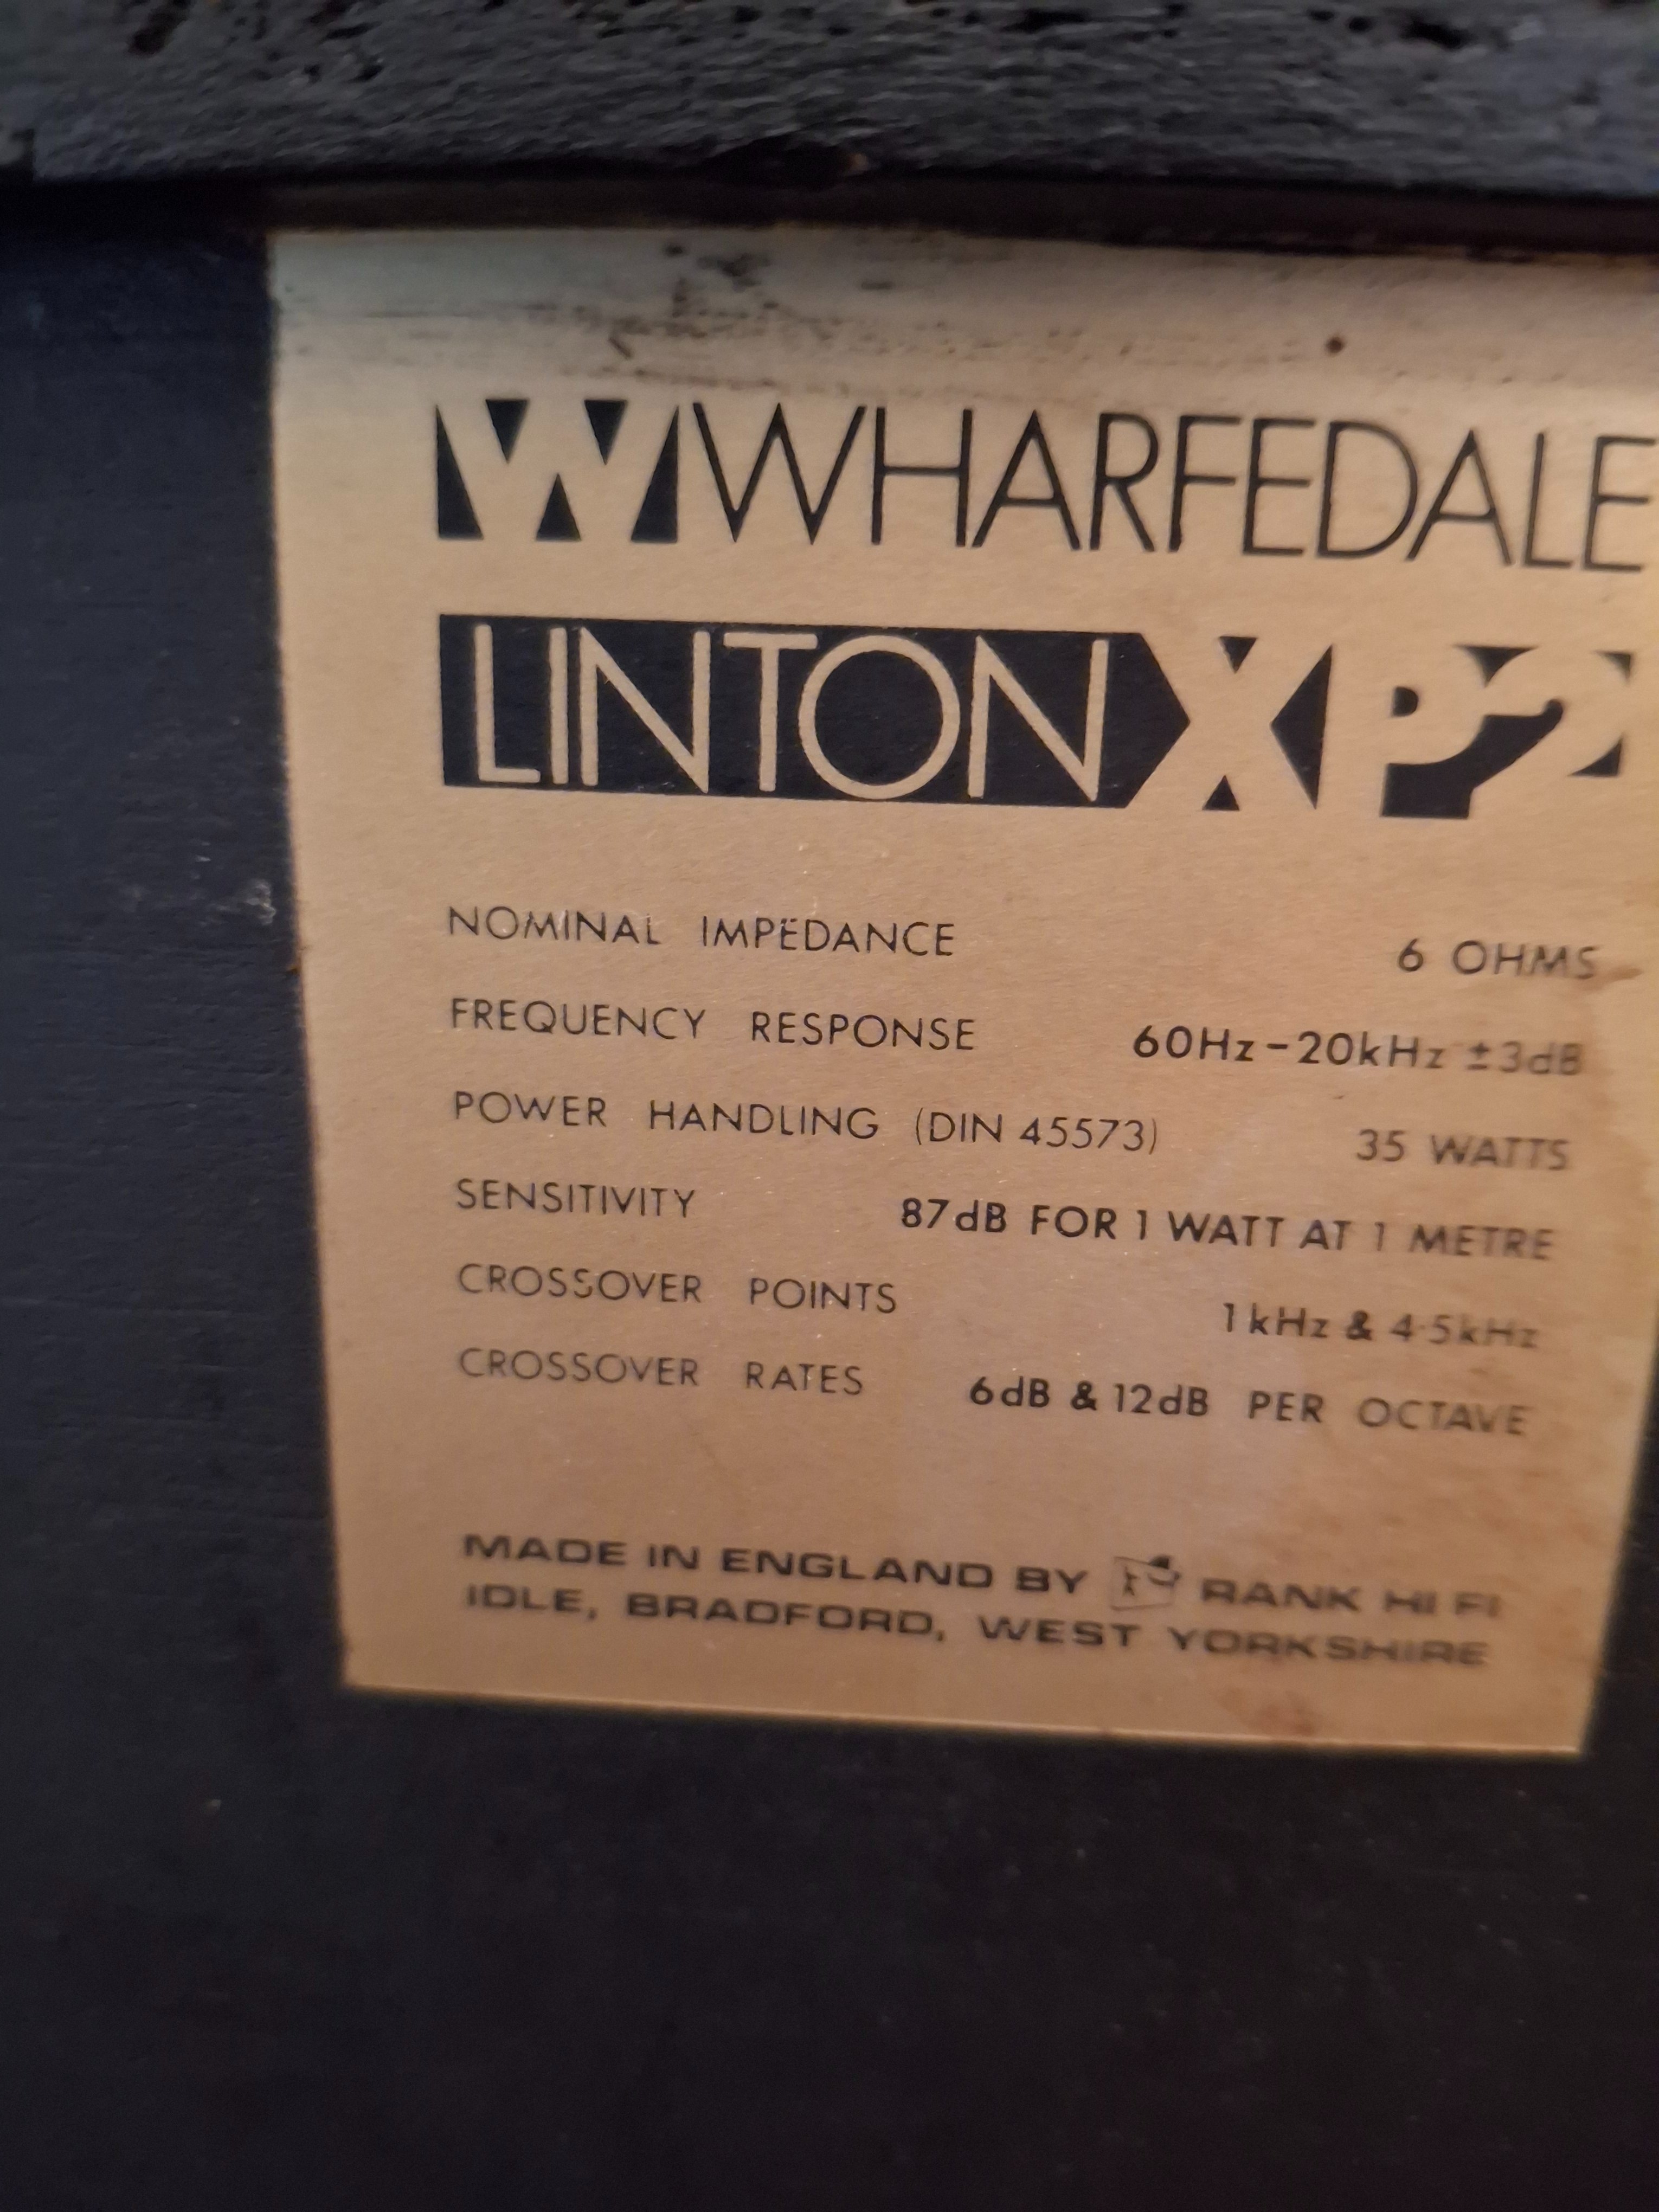 W WHARFEDALE
LINTON XP2
NOMINAL IMPEDANCE 6 OHMS
FREQUENCY RESPONSE 60Hz-20kHz ±3dB
POWER HANDLING (DIN 45573) 35 WATTS
SENSITIVITY 87dB FOR 1 WATT AT 1 METRE
CROSSOVER POINTS 1kHz & 4·5kHz
CROSSOVER RATES 6dB & 12dB PER OCTAVE
MADE IN ENGLAND BY RANK HI FI
IDLE, BRADFORD, WEST YORKSHIRE